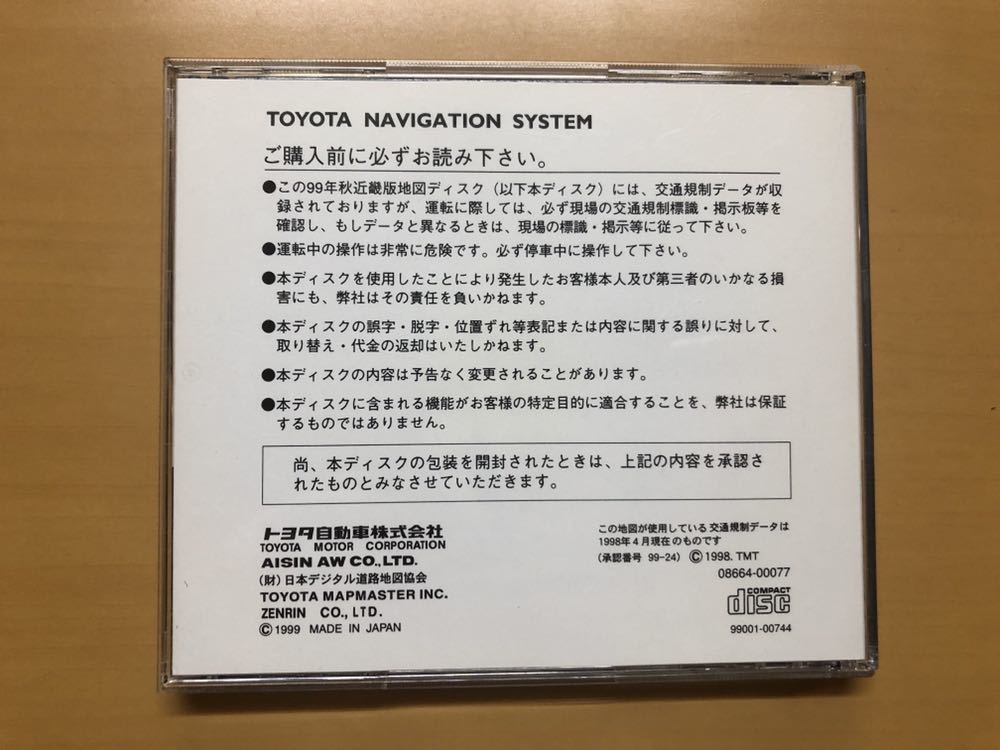 TOYOTA NAVIGATION SYSTEM
ご購入前に必ずお読み下さい。
●この99年秋近畿版地図ディスク（以下本ディスク）には、交通規制データが収
録されておりますが、運転に際しては、必ず現場の交通規制標識・掲示板等を
確認し、もしデータと異なるときは、現場の標識・掲示等に従って下さい。
●運転中の操作は非常に危険です。必ず停車中に操作して下さい。
●本ディスクを使用したことにより発生したお客様本人及び第三者のいかなる損
害にも、弊社はその責任を負いかねます。
●本ディスクの誤字・脱字・位置ずれ等表記または内容に関する誤りに対して、
取り替え・代金の返却はいたしかねます。
●本ディスクの内容は予告なく変更されることがあります。
●本ディスクに含まれる機能がお客様の特定目的に適合することを、弊社は保証
するものではありません。
尚、本ディスクの包装を開封されたときは、上記の内容を承認さ
れたものとみなさせていただきます。
トヨタ自動車株式会社
TOYOTA MOTOR CORPORATION
AISIN AW CO.,LTD.
（財）日本デジタル道路地図協会
TOYOTA MAPMASTER INC.
ZENRIN CO., LTD.
Ⓒ1999 MADE IN JAPAN
この地図が使用している交通規制データは
1998年4月現在のものです
（承認番号 99-24）Ⓒ1998. TMT
08664-00077
COMPACT
disc
99001-00744